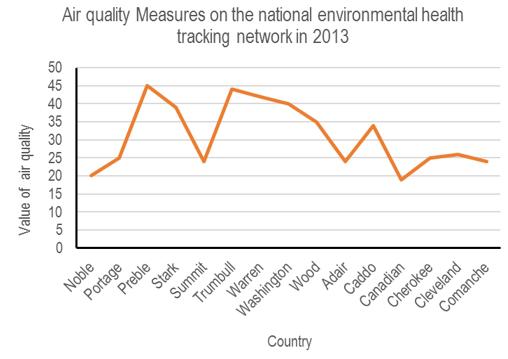 Air quality Measures on the national environmental health
tracking network in 2013
Value of air quality
50
45
40
35
30
25
20
15
10
5
0
Noble
Portage
Preble
Stark
Summit
Trumbull
Warren
Washington
Wood
Adair
Caddo
Canadian
Cherokee
Cleveland
Comanche
Country